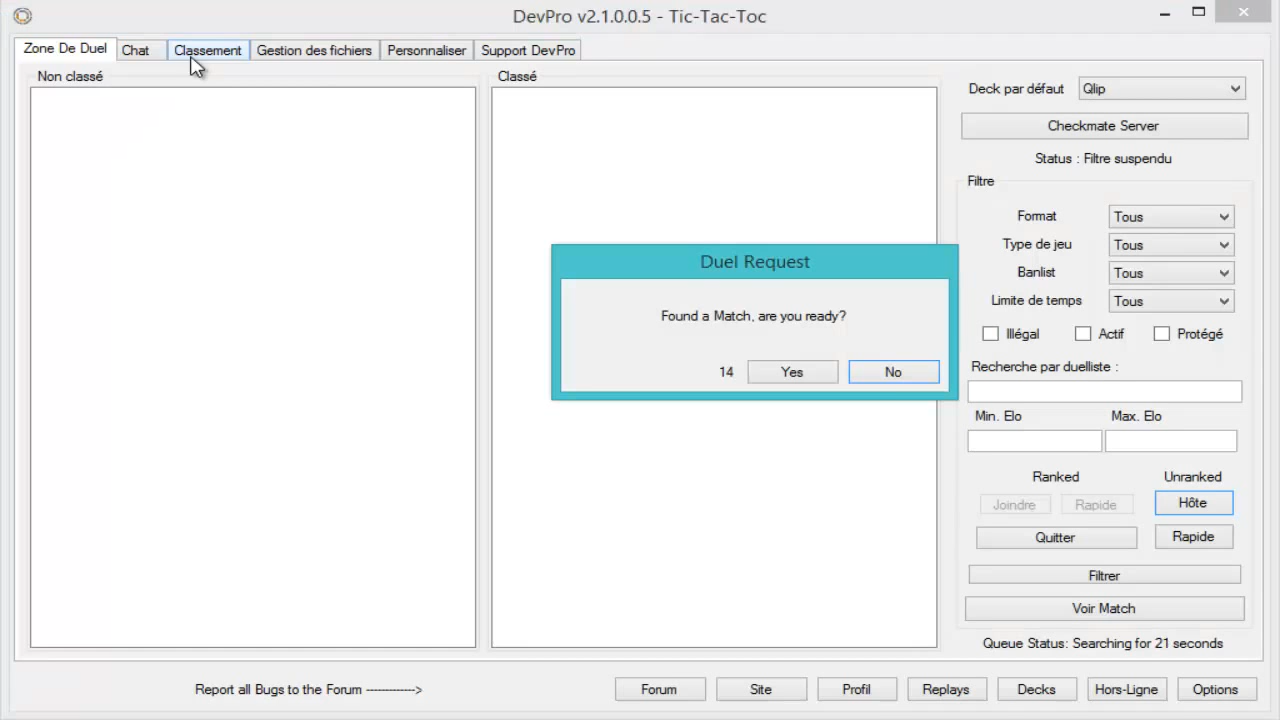 DevPro v2.1.0.0.5 - Tic-Tac-Toc
Zone De Duel
Chat
Classement
Gestion des fichiers
Personnaliser
Support DevPro
Non classé
Classé
Deck par défaut
Qlip
Checkmate Server
Status : Filtre suspendu
Filtre
Format
Tous
Type de jeu
Tous
Banlist
Tous
Limite de temps
Tous
Illégal
Actif
Protégé
Recherche par duelliste :
Min. Elo
Max. Elo
Ranked
Unranked
Joindre
Rapide
Hôte
Quitter
Rapide
Filtrer
Voir Match
Queue Status: Searching for 21 seconds
Duel Request
Found a Match, are you ready?
14
Yes
No
Report all Bugs to the Forum ------------->
Forum
Site
Profil
Replays
Decks
Hors-Ligne
Options